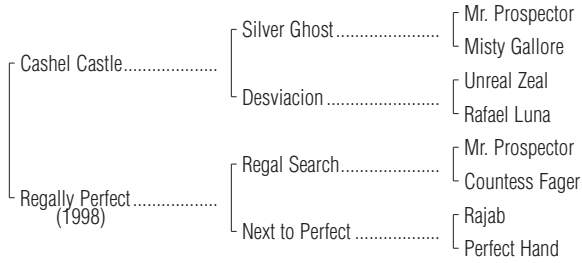 Mr. Prospector
Silver Ghost......................
Misty Gallore
Cashel Castle....................
Unreal Zeal
Desviacion ........................
Rafael Luna
Mr. Prospector
Regal Search.....................
Countess Fager
Regally Perfect..................
(1998)
Rajab
Next to Perfect ..................
Perfect Hand